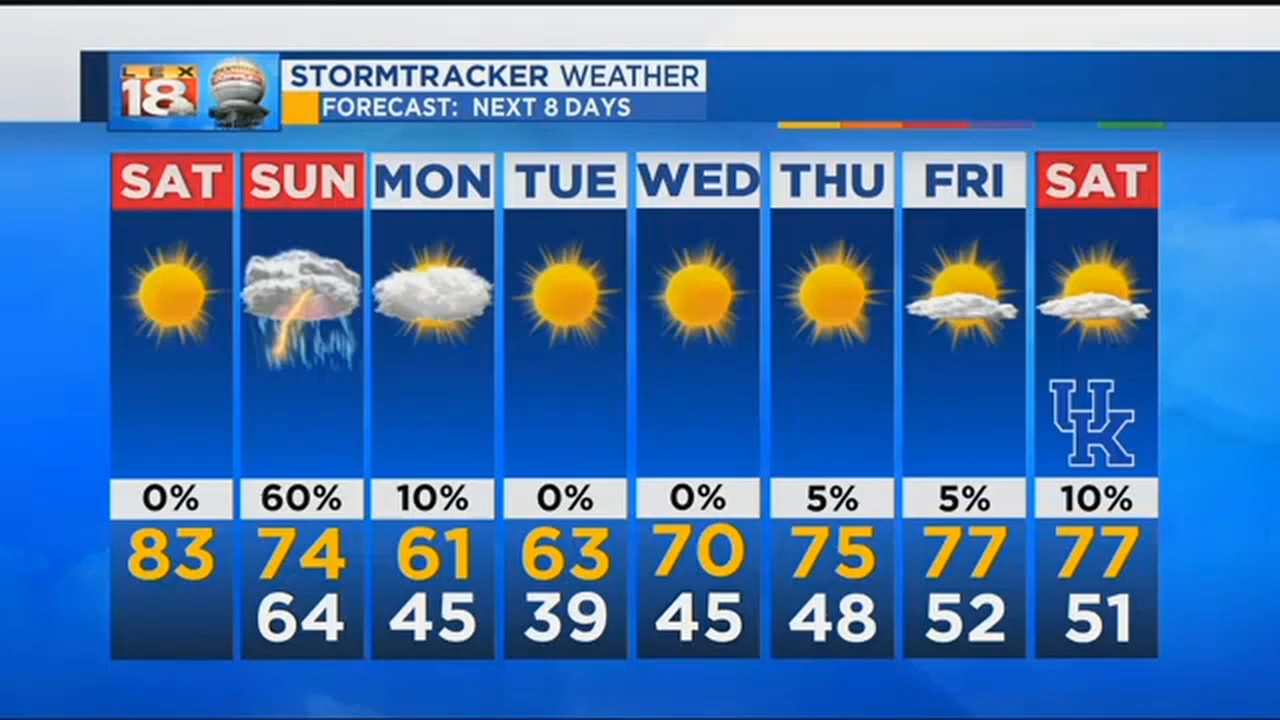 LEX
18
STORMTRACKER WEATHER
FORECAST: NEXT 8 DAYS
SAT SUN MON TUE WED THU FRI SAT
UK
0% 60% 10% 0% 0% 5% 5% 10%
83 74 61 63 70 75 77 77
64 45 39 45 48 52 51